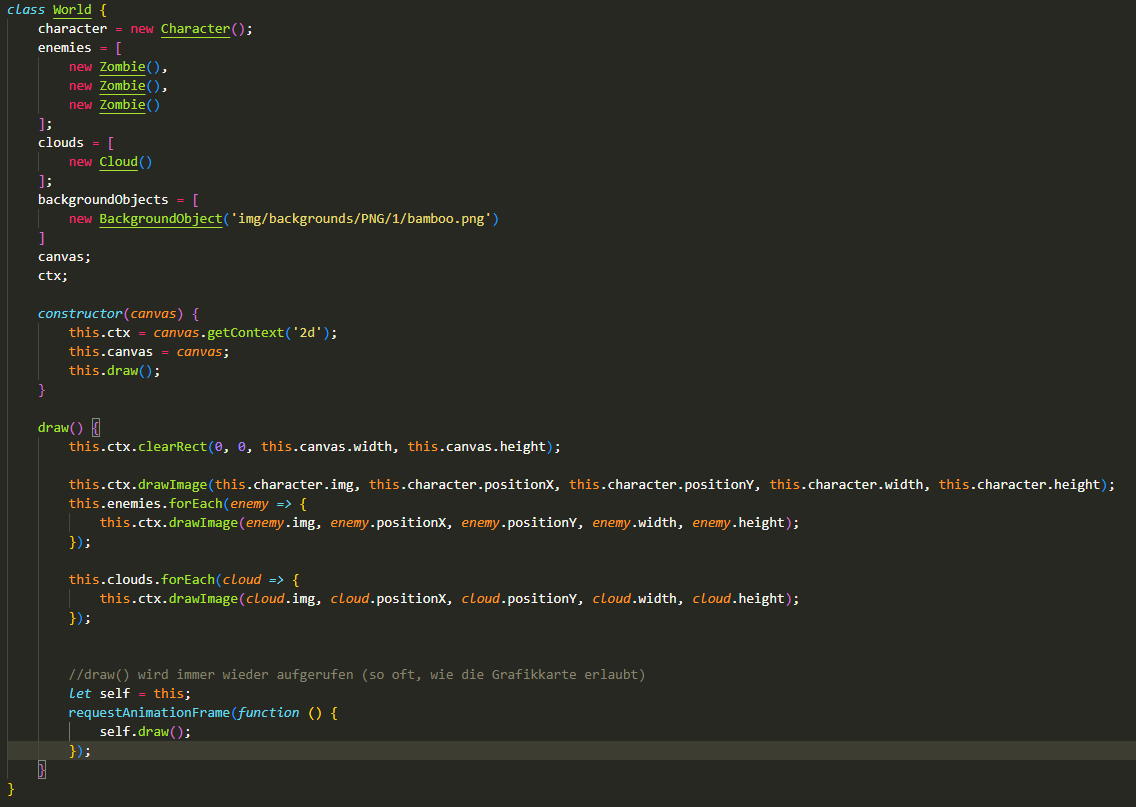 class World {
    character = new Character();
    enemies = [
        new Zombie(),
        new Zombie(),
        new Zombie()
    ];
    clouds = [
        new Cloud()
    ];
    backgroundObjects = [
        new BackgroundObject('img/backgrounds/PNG/1/bamboo.png')
    ]
    canvas;
    ctx;

    constructor(canvas) {
        this.ctx = canvas.getContext('2d');
        this.canvas = canvas;
        this.draw();
    }

    draw() {
        this.ctx.clearRect(0, 0, this.canvas.width, this.canvas.height);

        this.ctx.drawImage(this.character.img, this.character.positionX, this.character.positionY, this.character.width, this.character.height);
        this.enemies.forEach(enemy => {
            this.ctx.drawImage(enemy.img, enemy.positionX, enemy.positionY, enemy.width, enemy.height);
        });

        this.clouds.forEach(cloud => {
            this.ctx.drawImage(cloud.img, cloud.positionX, cloud.positionY, cloud.width, cloud.height);
        });


        //draw() wird immer wieder aufgerufen (so oft, wie die Grafikkarte erlaubt)
        let self = this;
        requestAnimationFrame(function () {
            self.draw();
        });
    }
}